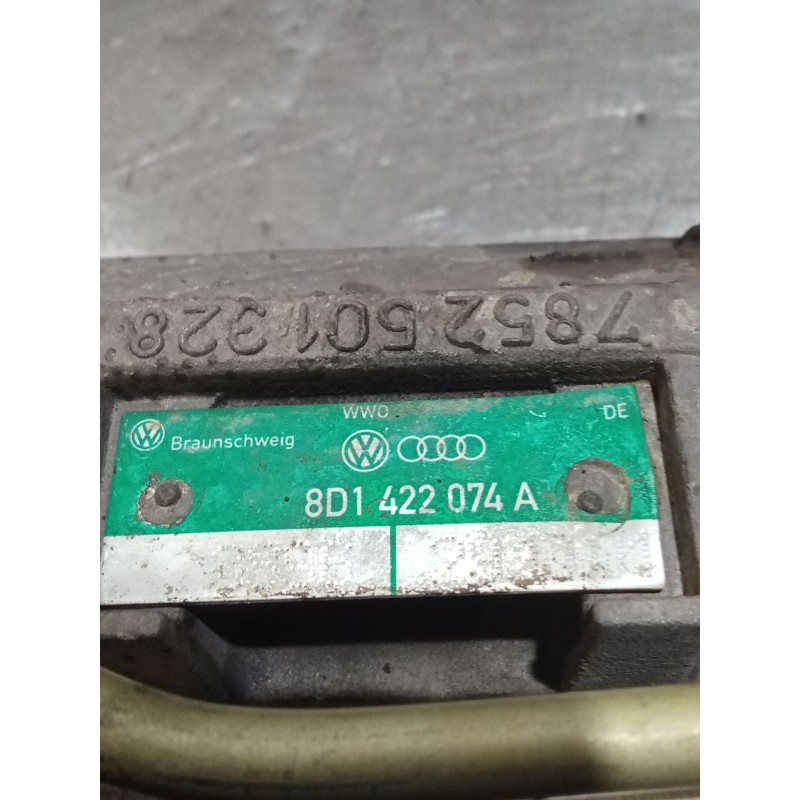 7852 501 328
WWO DE
Braunschweig
8D1 422 074 A